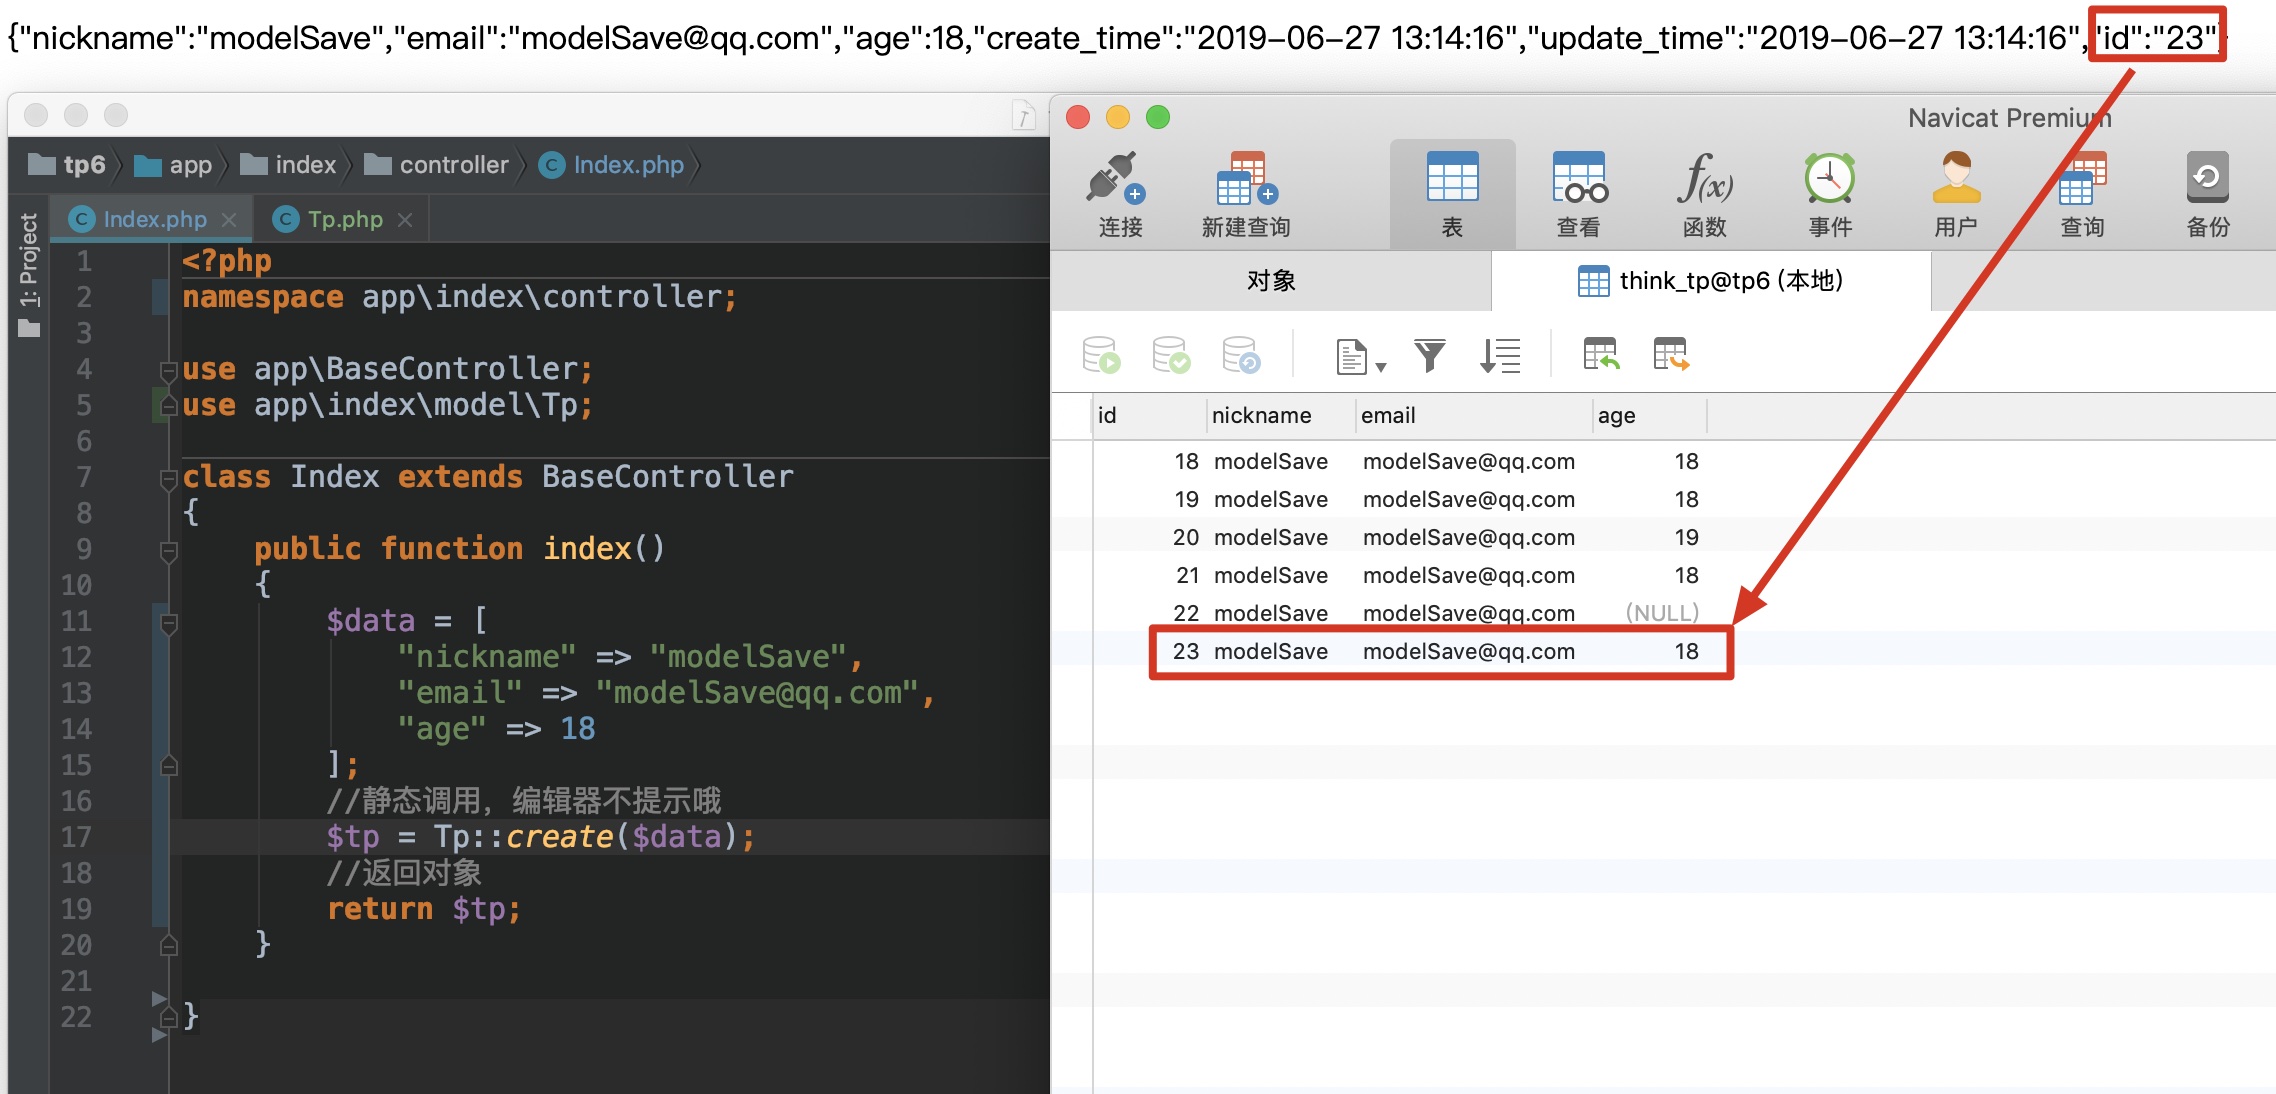 {"nickname":"modelSave","email":"modelSave@qq.com","age":18,"create_time":"2019-06-27 13:14:16","update_time":"2019-06-27 13:14:16","id":"23"}
tp6 app index controller Index.php
Index.php Tp.php
1: Project
1 <?php
2 namespace app\index\controller;
3
4 use app\BaseController;
5 use app\index\model\Tp;
6
7 class Index extends BaseController
8 {
9 public function index()
10 {
11 $data = [
12 "nickname" => "modelSave",
13 "email" => "modelSave@qq.com",
14 "age" => 18
15 ];
16 //静态调用，编辑器不提示哦
17 $tp = Tp::create($data);
18 //返回对象
19 return $tp;
20 }
21
22 }
Navicat Premium
连接 新建查询 表 查看 函数 事件 用户 查询 备份
对象 think_tp@tp6 (本地)
id nickname email age
18 modelSave modelSave@qq.com 18
19 modelSave modelSave@qq.com 18
20 modelSave modelSave@qq.com 19
21 modelSave modelSave@qq.com 18
22 modelSave modelSave@qq.com (NULL)
23 modelSave modelSave@qq.com 18